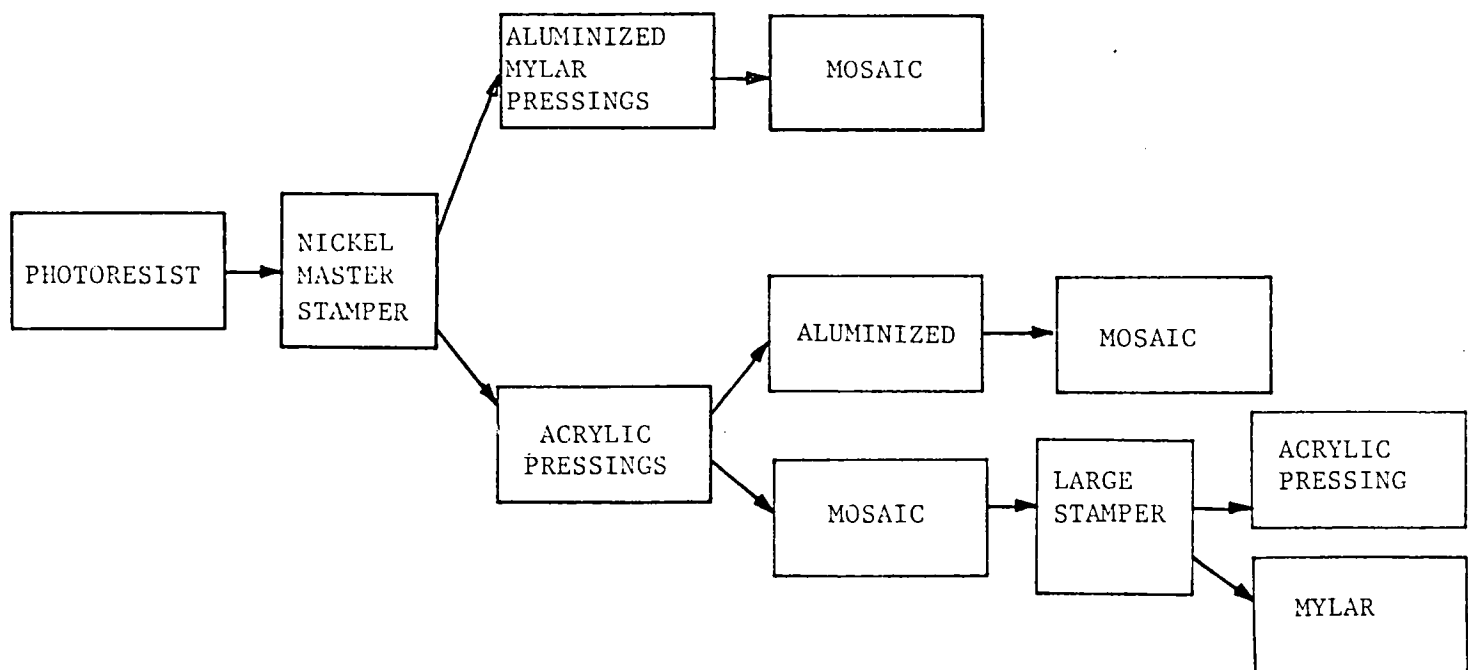 ALUMINIZED
MYLAR
PRESSINGS
MOSAIC
PHOTORESIST
NICKEL
MASTER
STAMPER
ALUMINIZED
MOSAIC
ACRYLIC
PRESSINGS
MOSAIC
LARGE
STAMPER
ACRYLIC
PRESSING
MYLAR